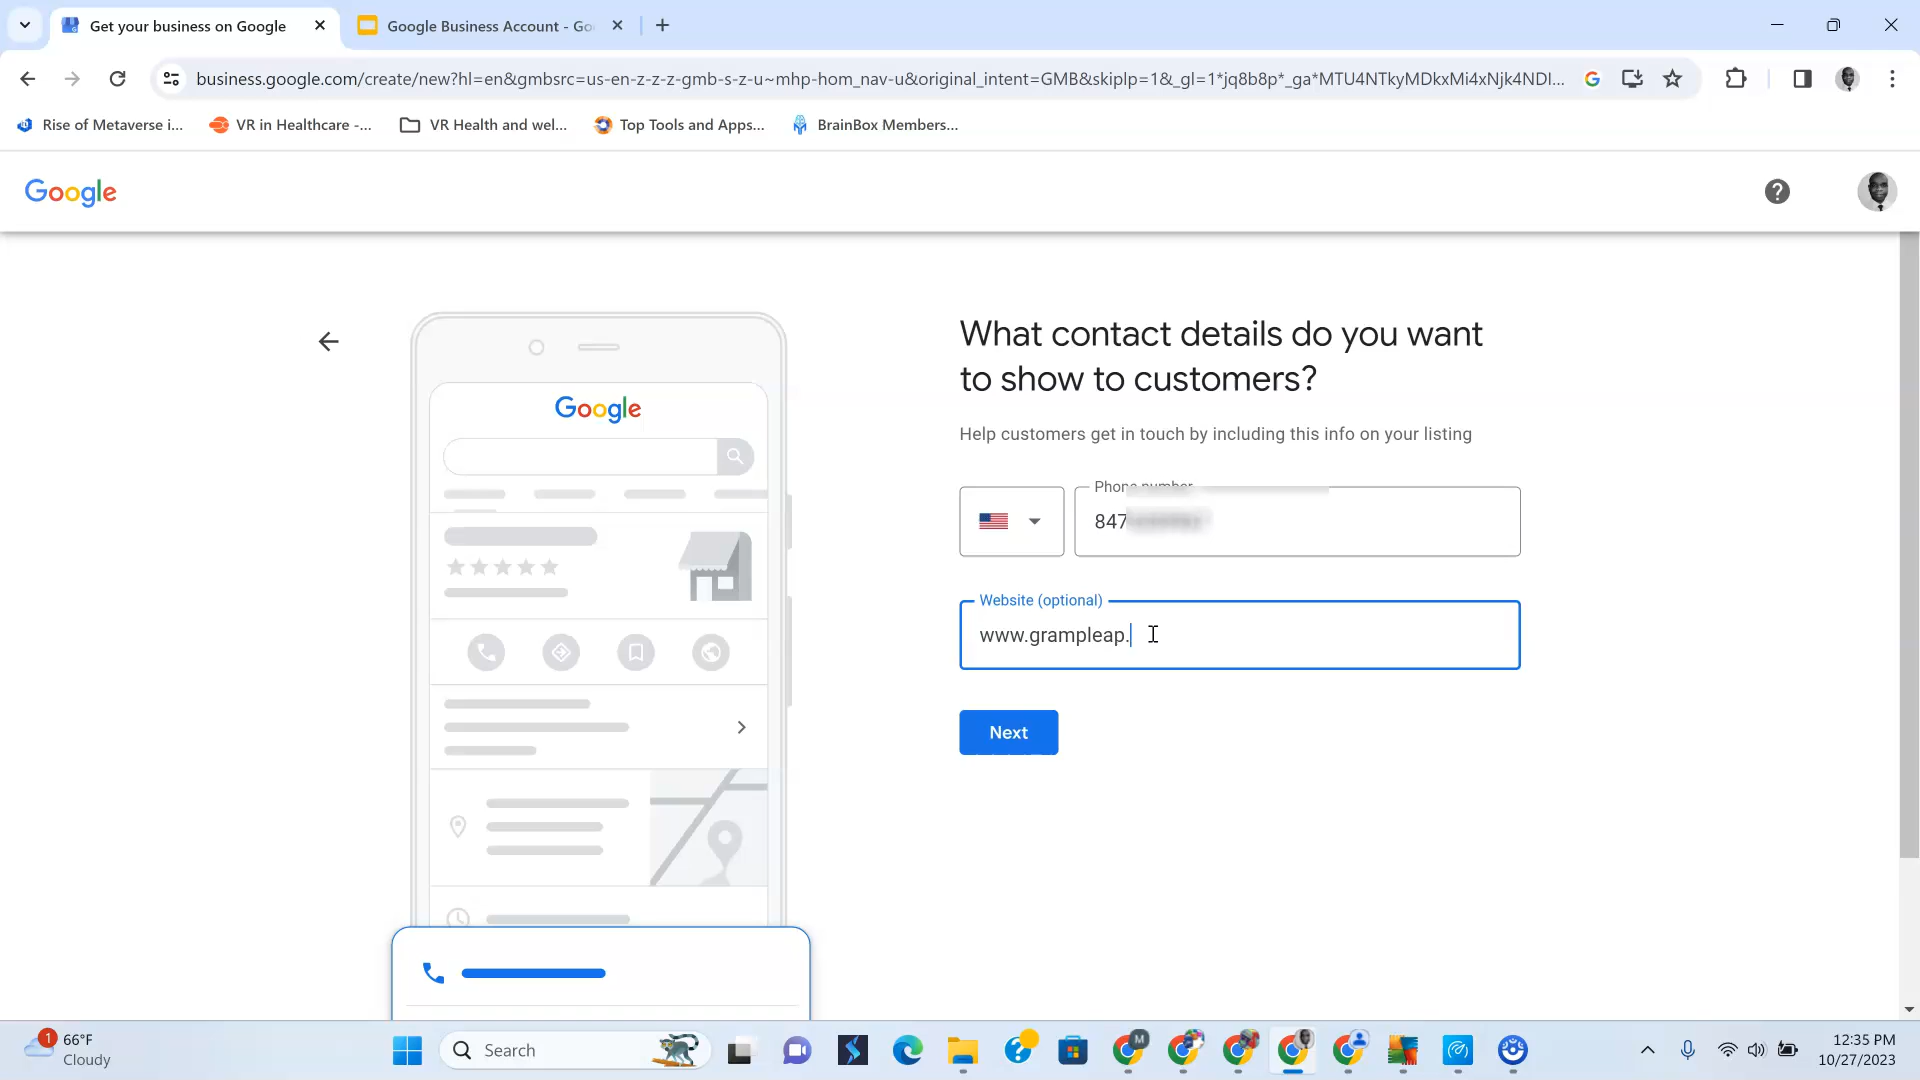 Get your business on Google
Google Business Account - Go
business.google.com/create/new?hl=en&gmbsrc=us-en-z-z-z-gmb-s-z-u~mhp-hom_nav-u&original_intent=GMB&skiplp=1&_gl=1*jq8b8p*_ga*MTU4NTkyMDkxMi4xNjk4NDI...
Rise of Metaverse i...
VR in Healthcare -...
VR Health and wel...
Top Tools and Apps...
BrainBox Members...
Google
What contact details do you want
to show to customers?
Help customers get in touch by including this info on your listing
Phone number
847
Website (optional)
www.grampleap.
Next
Google
1
66°F
Cloudy
Search
M
12:35 PM
10/27/2023